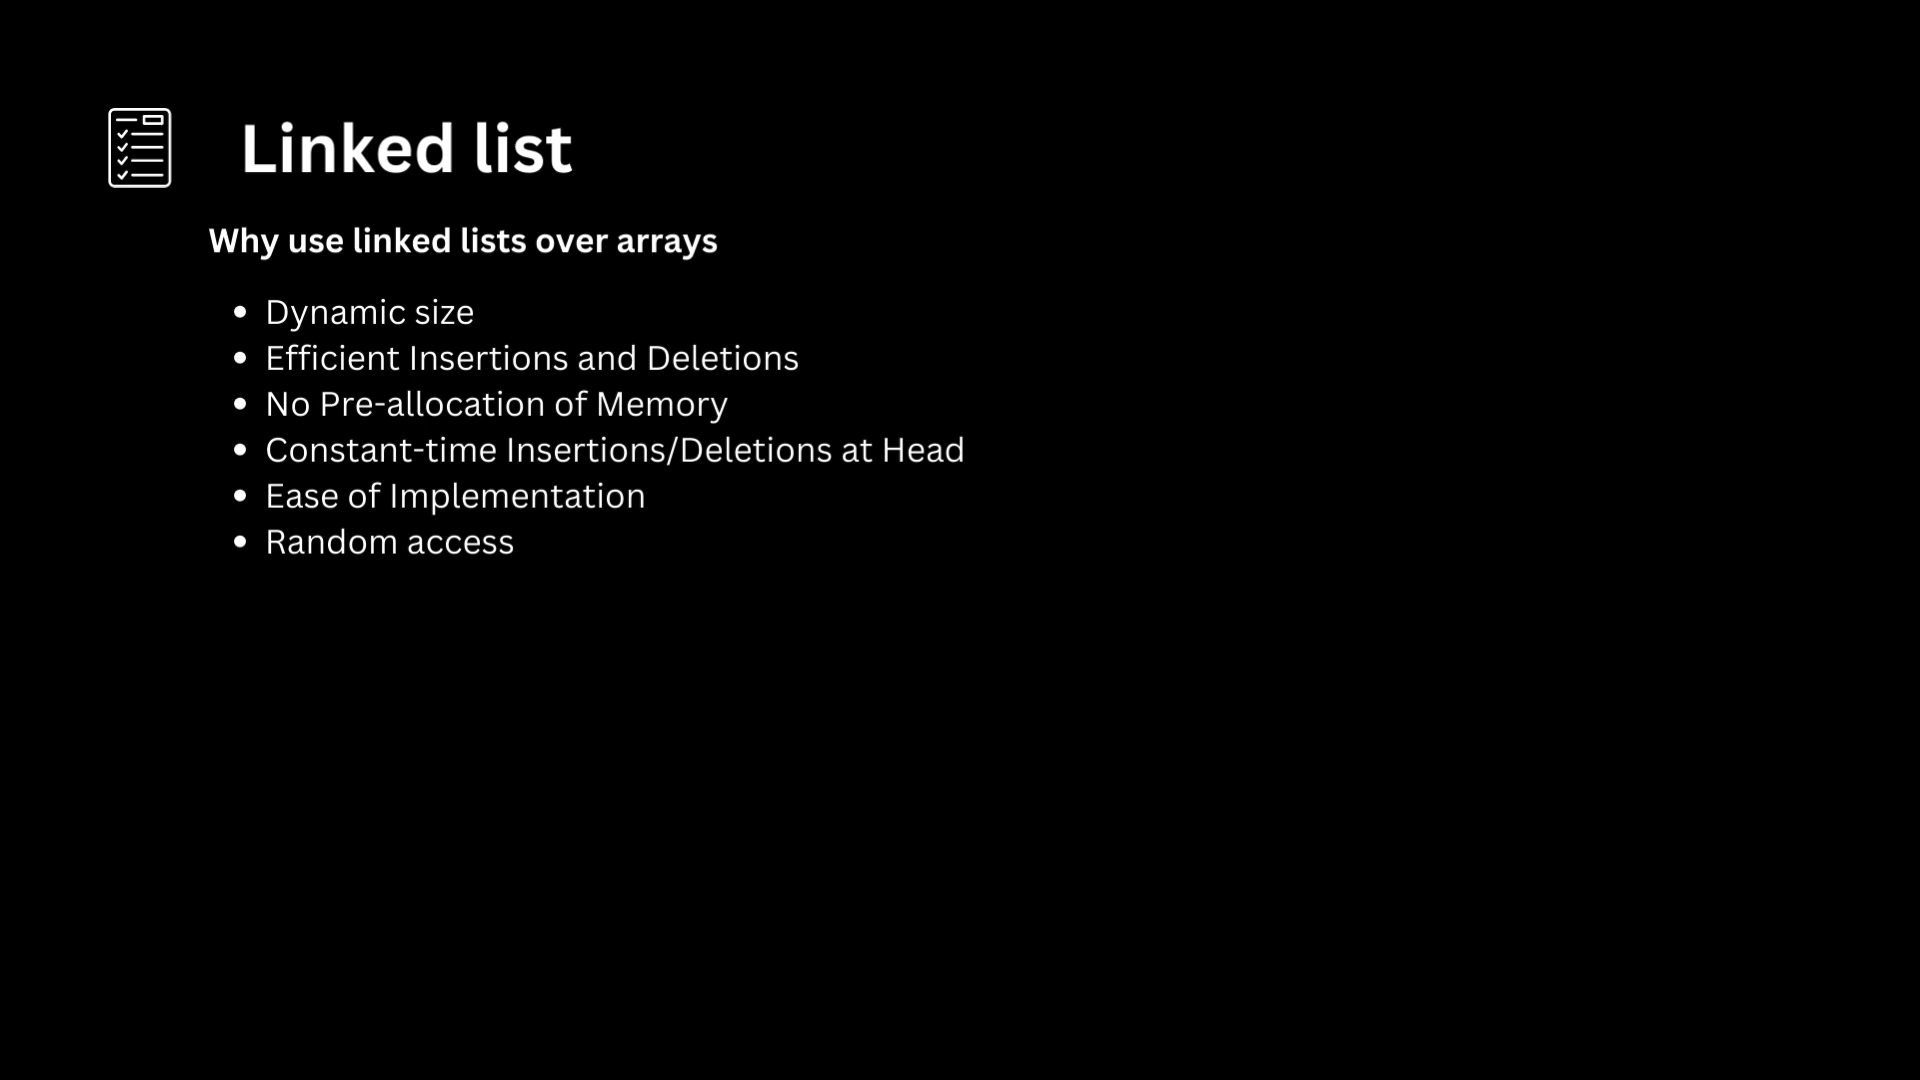 Linked list
Why use linked lists over arrays
• Dynamic size
• Efficient Insertions and Deletions
• No Pre-allocation of Memory
• Constant-time Insertions/Deletions at Head
• Ease of Implementation
• Random access